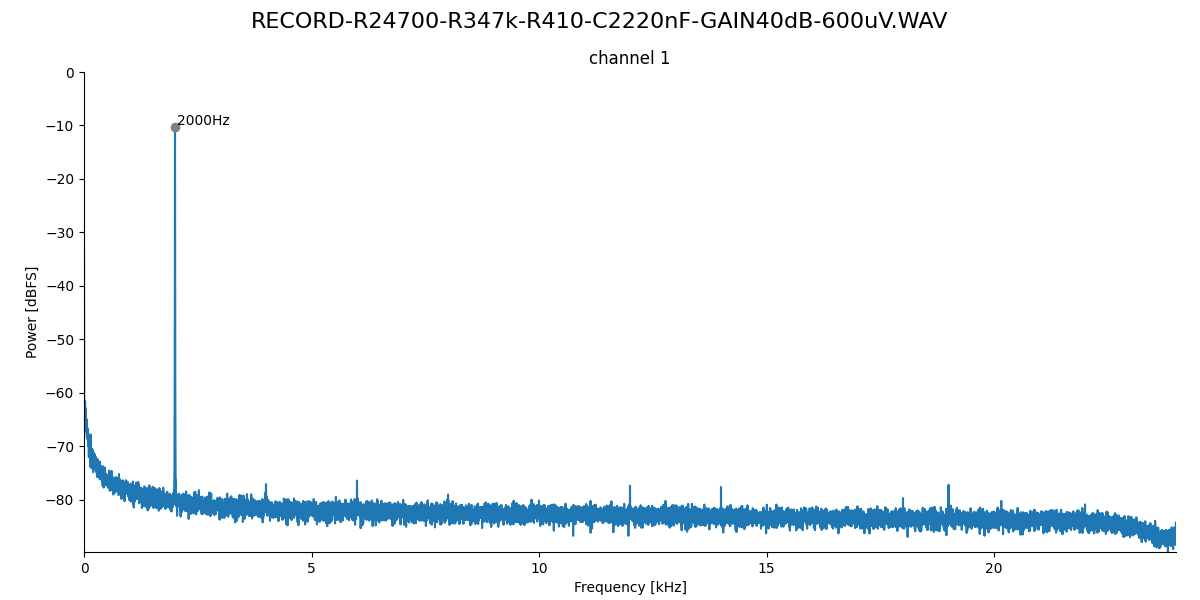 RECORD-R24700-R347k-R410-C2220nF-GAIN40dB-600uV.WAV
channel 1
0
2000Hz
−10
−20
−30
−40
−50
−60
−70
−80
Power [dBFS]
0 5 10 15 20
Frequency [kHz]